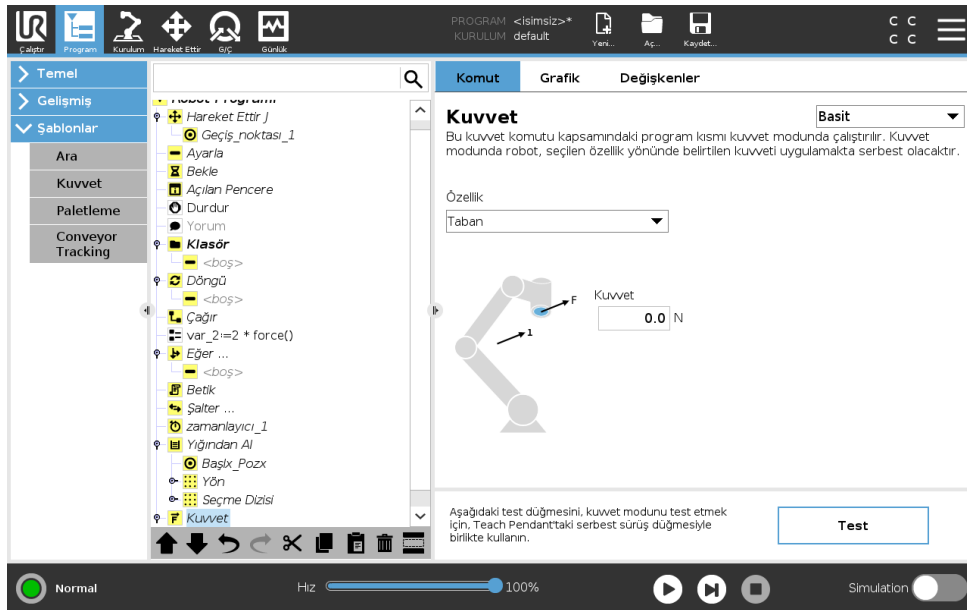 PROGRAM <isimsiz>*
KURULUM default
Çalıştır
Program
Kurulum
Hareket Ettir
G/Ç
Günlük
Yeni...
Aç...
Kaydet...
C C
C C
Temel
Gelişmiş
Şablonlar
Ara
Kuvvet
Paletleme
Conveyor
Tracking
Robot Programı
Hareket Ettir J
Geçiş_noktası_1
Ayarla
Bekle
Açılan Pencere
Durdur
Yorum
Klasör
<boş>
Döngü
<boş>
Çağır
var_2:=2 * force()
Eğer ...
<boş>
Betik
Şalter ...
zamanlayıcı_1
Yığından Al
Başlx_Pozx
Yön
Seçme Dizisi
Kuvvet
Komut
Grafik
Değişkenler
Kuvvet
Basit
Bu kuvvet komutu kapsamındaki program kısmı kuvvet modunda çalıştırılır. Kuvvet
modunda robot, seçilen özellik yönünde belirtilen kuvveti uygulamakta serbest olacaktır.
Özellik
Taban
F
1
Kuvvet
0.0 N
Aşağıdaki test düğmesini, kuvvet modunu test etmek
için, Teach Pendant'taki serbest sürüş düğmesiyle
birlikte kullanın.
Test
Normal
Hız
100%
Simulation